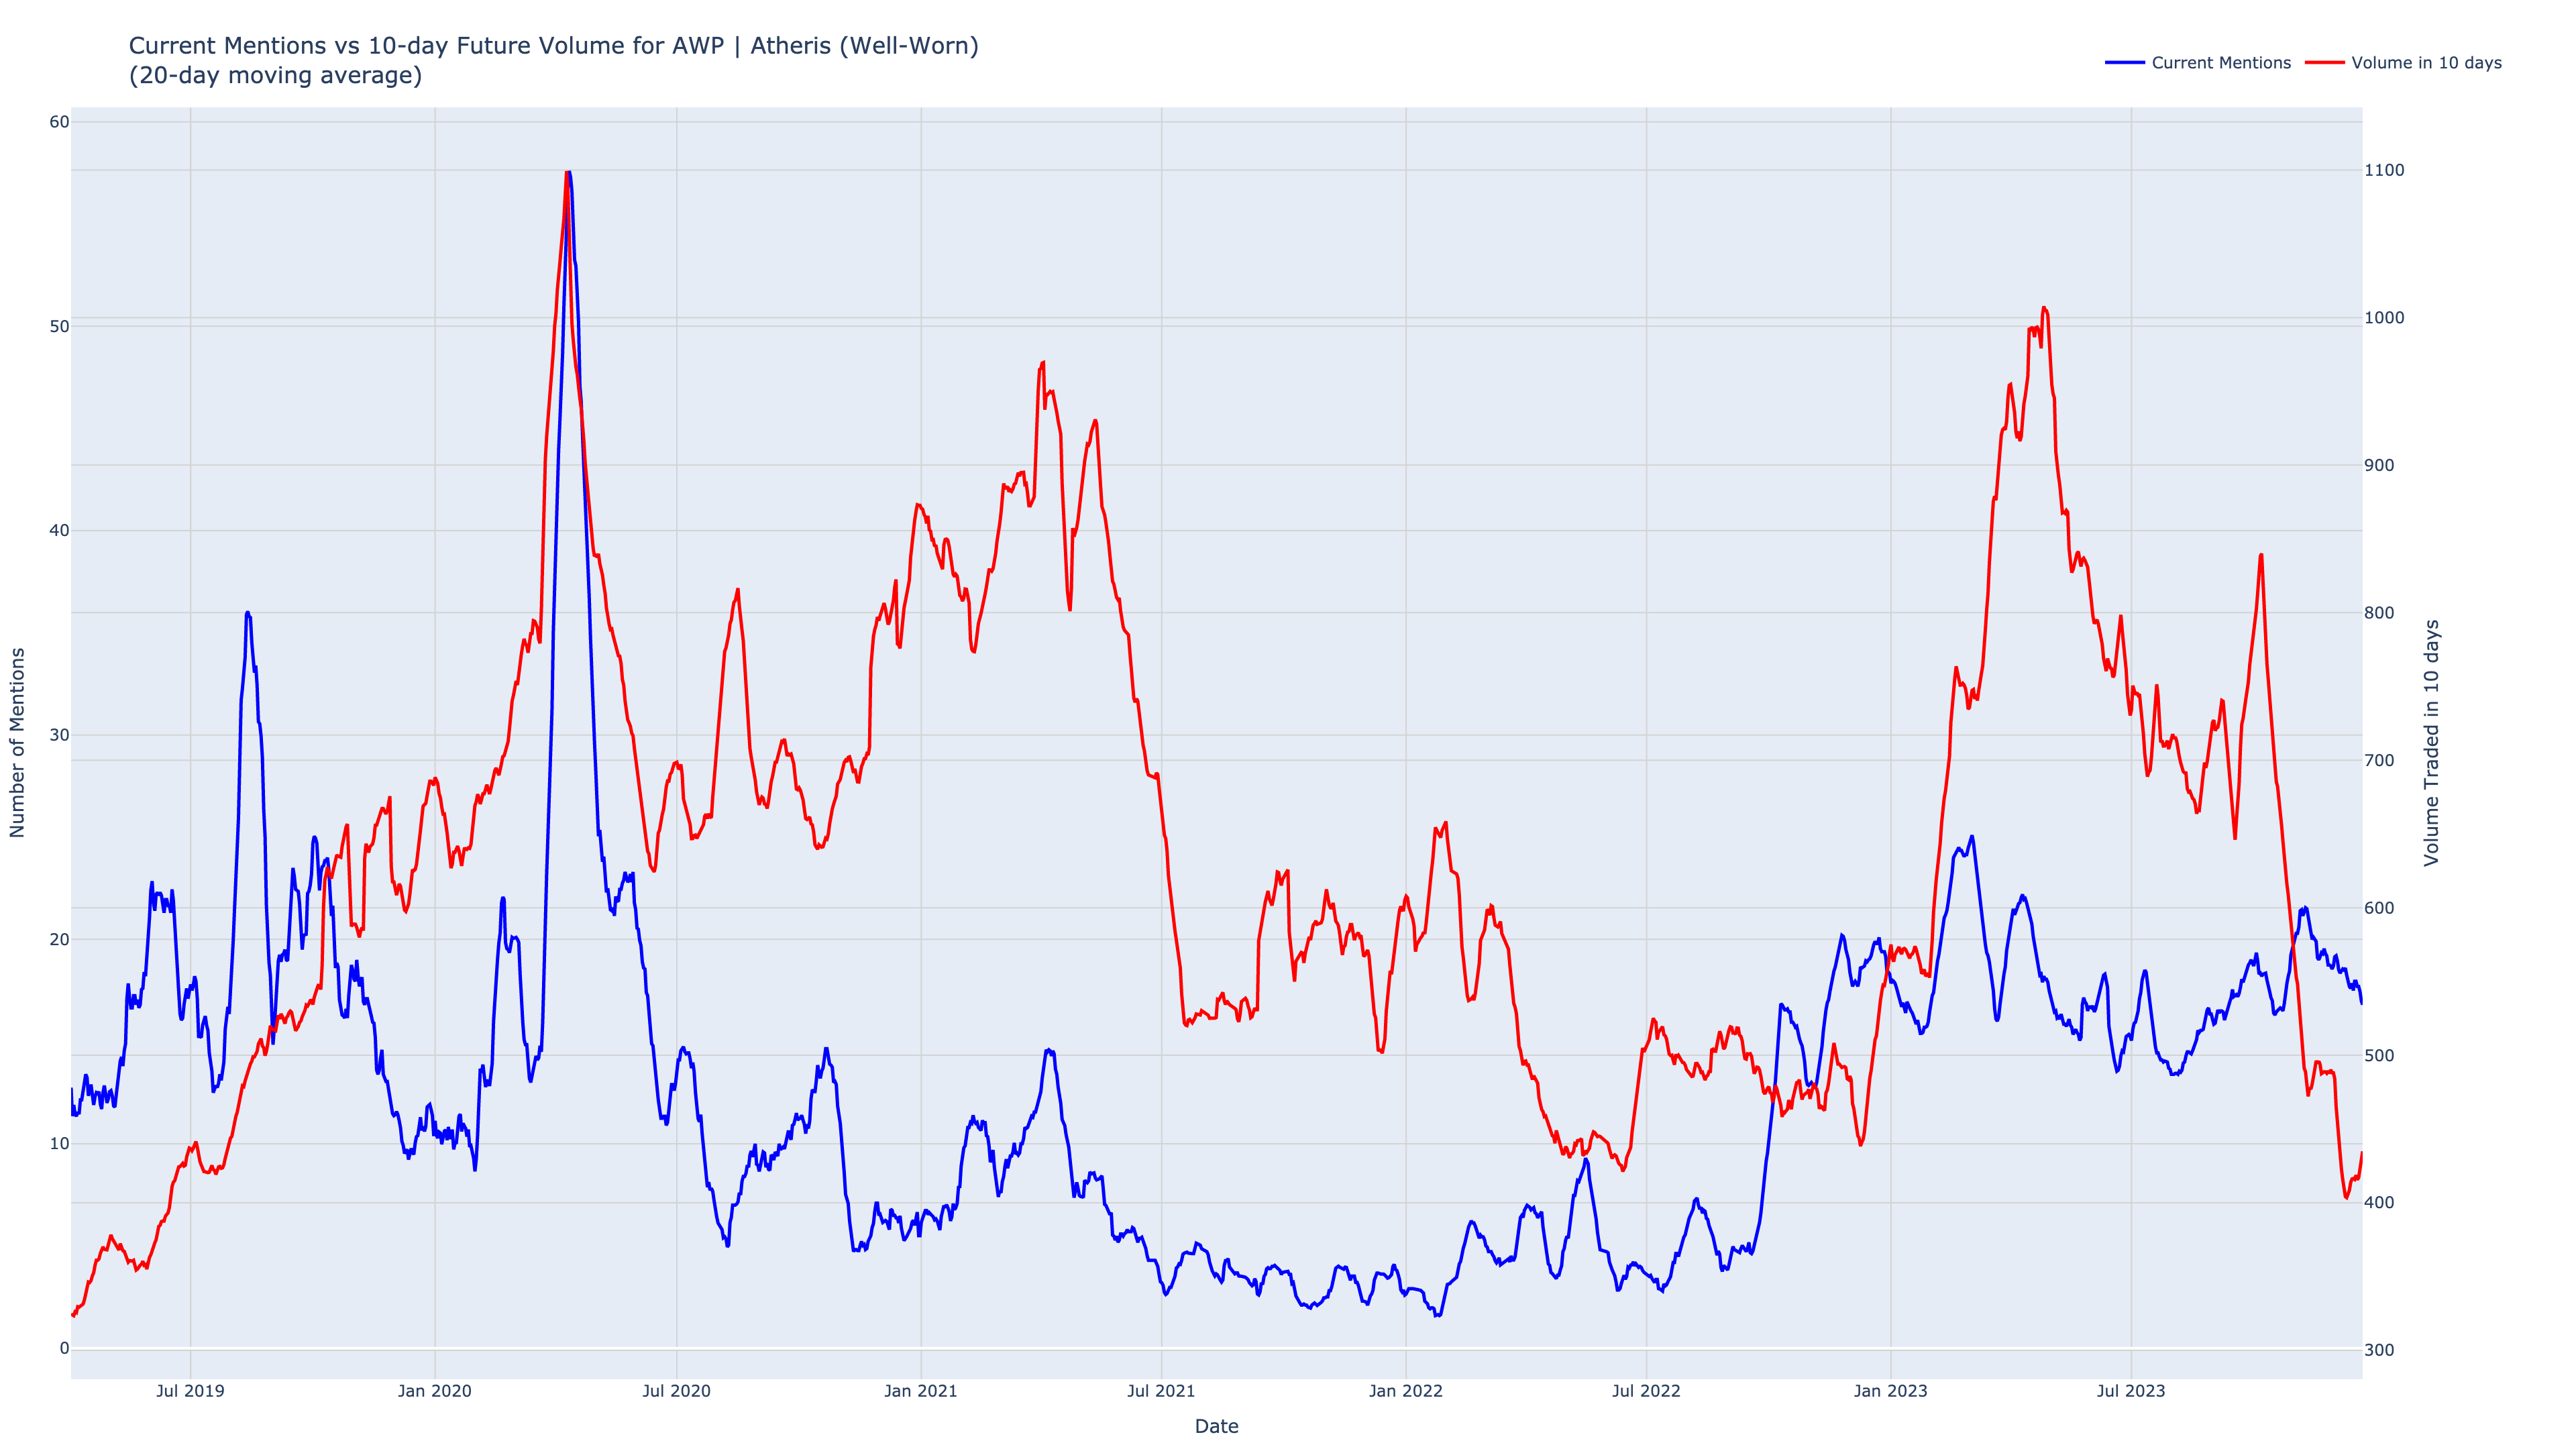 Current Mentions vs 10-day Future Volume for AWP | Atheris (Well-Worn)
(20-day moving average)
Current Mentions
Volume in 10 days
60
50
40
30
20
10
0
Number of Mentions
1100
1000
900
800
700
600
500
400
300
Volume Traded in 10 days
Jul 2019
Jan 2020
Jul 2020
Jan 2021
Jul 2021
Jan 2022
Jul 2022
Jan 2023
Jul 2023
Date